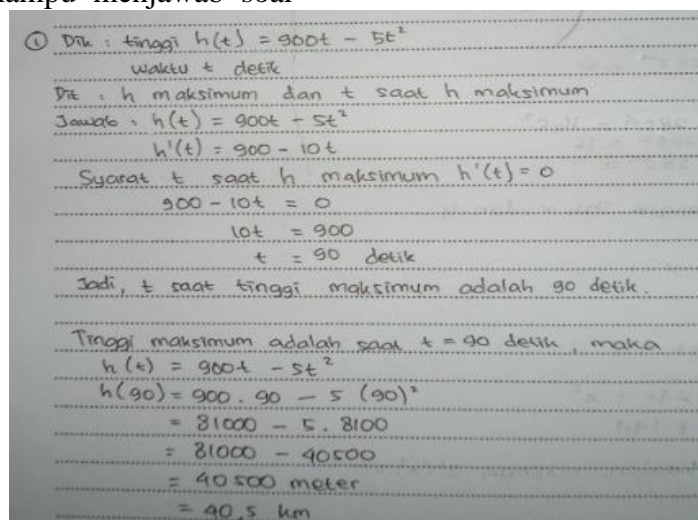 mampu menjawab soal
① Dik : tinggi h(t) = 900t - 5t²
waktu t detik
Dit : h maksimum dan t saat h maksimum
Jawab : h(t) = 900t - 5t²
h'(t) = 900 - 10t
Syarat t saat h maksimum h'(t) = 0
900 - 10t = 0
10t = 900
t = 90 detik
Jadi, t saat tinggi maksimum adalah 90 detik.
Tinggi maksimum adalah saat t = 90 detik, maka
h(t) = 900t - 5t²
h(90) = 900 . 90 - 5 (90)²
= 81000 - 5 . 8100
= 81000 - 40500
= 40500 meter
= 40,5 km